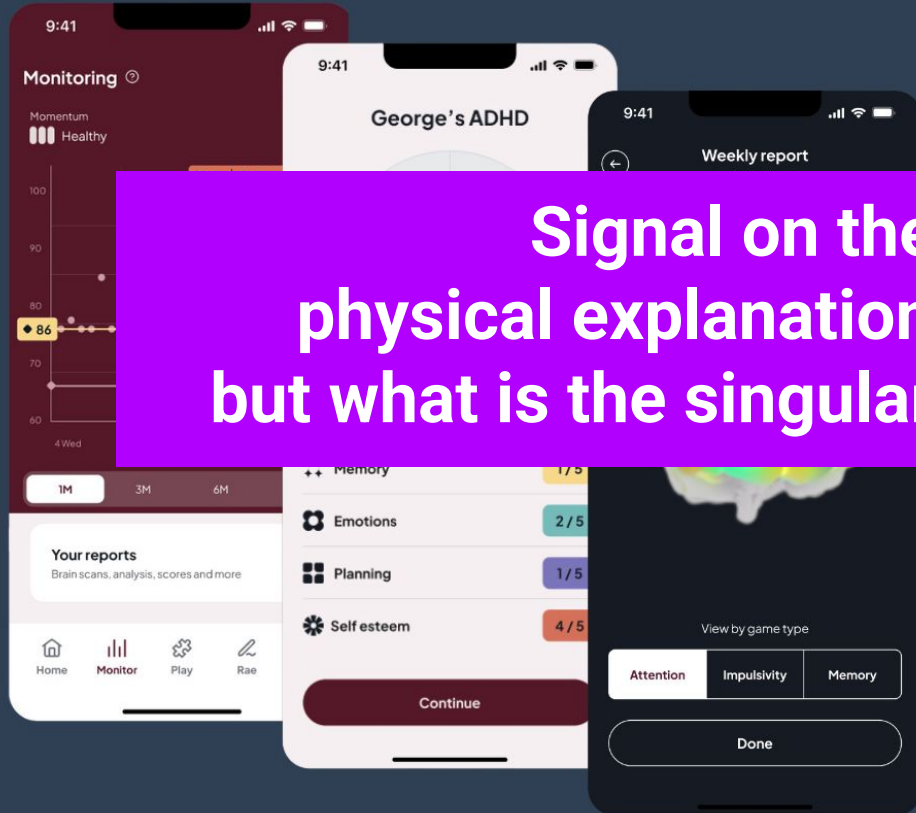 9:41
Monitoring
Momentum
Healthy
100
90
80
86
70
60
4 Wed
1M 3M 6M
Your reports
Brain scans, analysis, scores and more
Home Monitor Play Rae
9:41
George's ADHD
Memory 1/5
Emotions 2/5
Planning 1/5
Self esteem 4/5
Continue
9:41
Weekly report
Signal on the
physical explanation
but what is the
View by game type
Attention Impulsivity Memory
Done